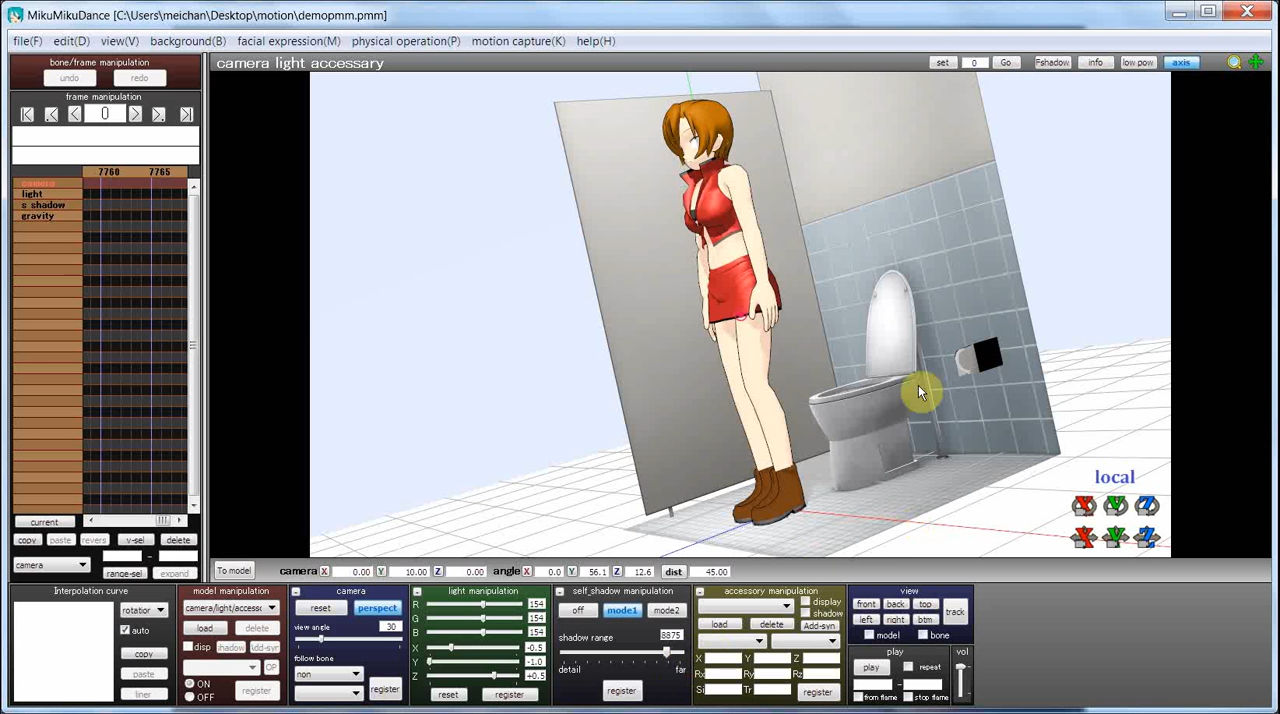 MikuMikuDance [C:\Users\meichan\Desktop\motion\demopmm.pmm]
file(F) edit(D) view(V) background(B) facial expression(M) physical operation(P) motion capture(K) help(H)
bone/frame manipulation
undo redo
frame manipulation
0
7760 7765
camera
light
s shadow
gravity
current
copy paste revers v-sel delete
camera
range-sel - expand
camera light accessary
set 0 Go Fshadow info low pow axis
local
X Y Z
X Y Z
To model camera X 0.00 Y 10.00 Z 0.00 angle X 0.0 Y 56.1 Z 12.6 dist 45.00
Interpolation curve
rotatior
auto
copy
paste
liner
model manipulation
camera/light/accessc
load delete
disp shadow
OP
ON
OFF
register
camera
reset perspect
view angle 30
follow bone
non
register
light manipulation
R 154
G 154
B 154
X -0.5
Y -1.0
Z +0.5
reset register
self_shadow manipulation
off mode1 mode2
shadow range 8875
detail far
register
accessory manipulation
display
shadow
load delete Add-syn
X Y Z
Rx Ry Rz
Si Tr register
view
front back top
left right btm
track
model bone
play
play repeat
-
from flame stop flame
vol